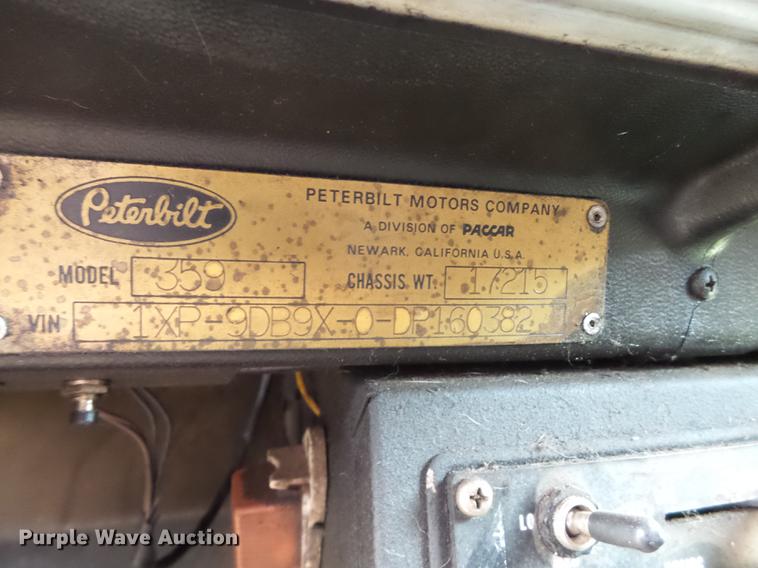 Peterbilt
PETERBILT MOTORS COMPANY
A DIVISION OF PACCAR
NEWARK, CALIFORNIA U.S.A.
MODEL 359 CHASSIS WT. 17215
VIN 1XP-9DB9X-0-DP160382
LO
Purple Wave Auction®